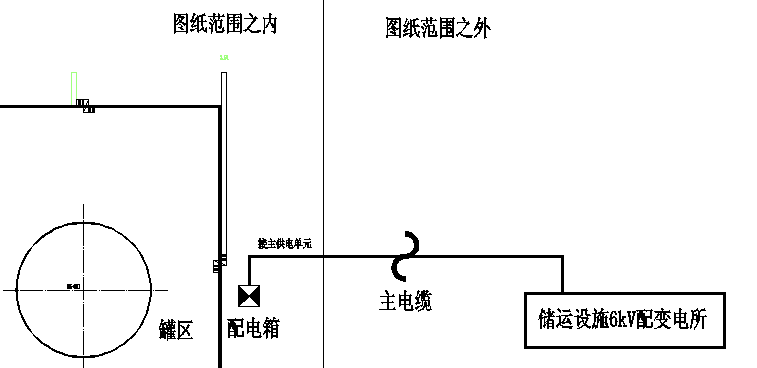 图纸范围之内
图纸范围之外
接主供电单元
主电缆
储运设施6kV配变电所
罐区
配电箱